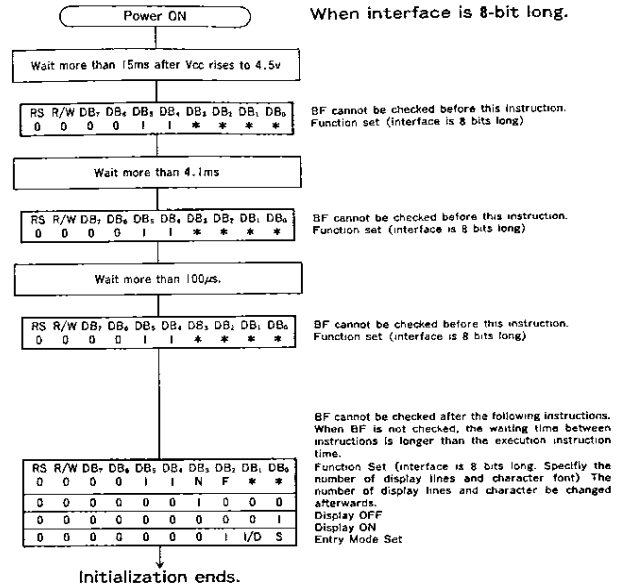 Power ON
When interface is 8-bit long.
Wait more than 15ms after Vcc rises to 4.5v
RS R/W DB₇ DB₆ DB₅ DB₄ DB₃ DB₂ DB₁ DB₀
0 0 0 0 1 1 * * * *
BF cannot be checked before this instruction.
Function set (interface is 8 bits long)
Wait more than 4.1ms
RS R/W DB₇ DB₆ DB₅ DB₄ DB₃ DB₂ DB₁ DB₀
0 0 0 0 1 1 * * * *
BF cannot be checked before this instruction.
Function set (interface is 8 bits long)
Wait more than 100μs.
RS R/W DB₇ DB₆ DB₅ DB₄ DB₃ DB₂ DB₁ DB₀
0 0 0 0 1 1 * * * *
BF cannot be checked before this instruction.
Function set (interface is 8 bits long)
BF cannot be checked after the following instructions.
When BF is not checked, the waiting time between
instructions is longer than the execution instruction
time.
RS R/W DB₇ DB₆ DB₅ DB₄ DB₃ DB₂ DB₁ DB₀
0 0 0 0 1 1 N F * *
0 0 0 0 0 0 1 0 0 0
0 0 0 0 0 0 0 0 0 1
0 0 0 0 0 0 0 1 I/D S
Function Set (interface is 8 bits long. Specifiy the
number of display lines and character font) The
number of display lines and character be changed
afterwards.
Display OFF
Display ON
Entry Mode Set
Initialization ends.